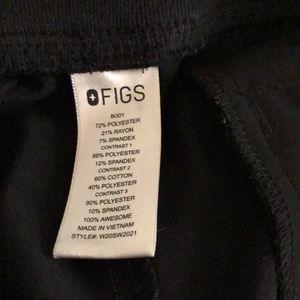 FIGS
BODY
72% POLYESTER
21% RAYON
7% SPANDEX
CONTRAST 1
88% POLYESTER
12% SPANDEX
CONTRAST 2
60% COTTON
40% POLYESTER
CONTRAST 3
90% POLYESTER
10% SPANDEX
100% AWESOME
MADE IN VIETNAM
STYLE#: W20SW2021